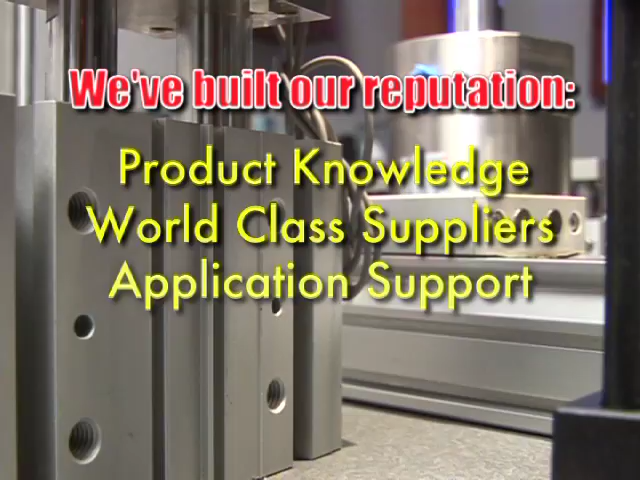 We've built our reputation:
Product Knowledge
World Class Suppliers
Application Support